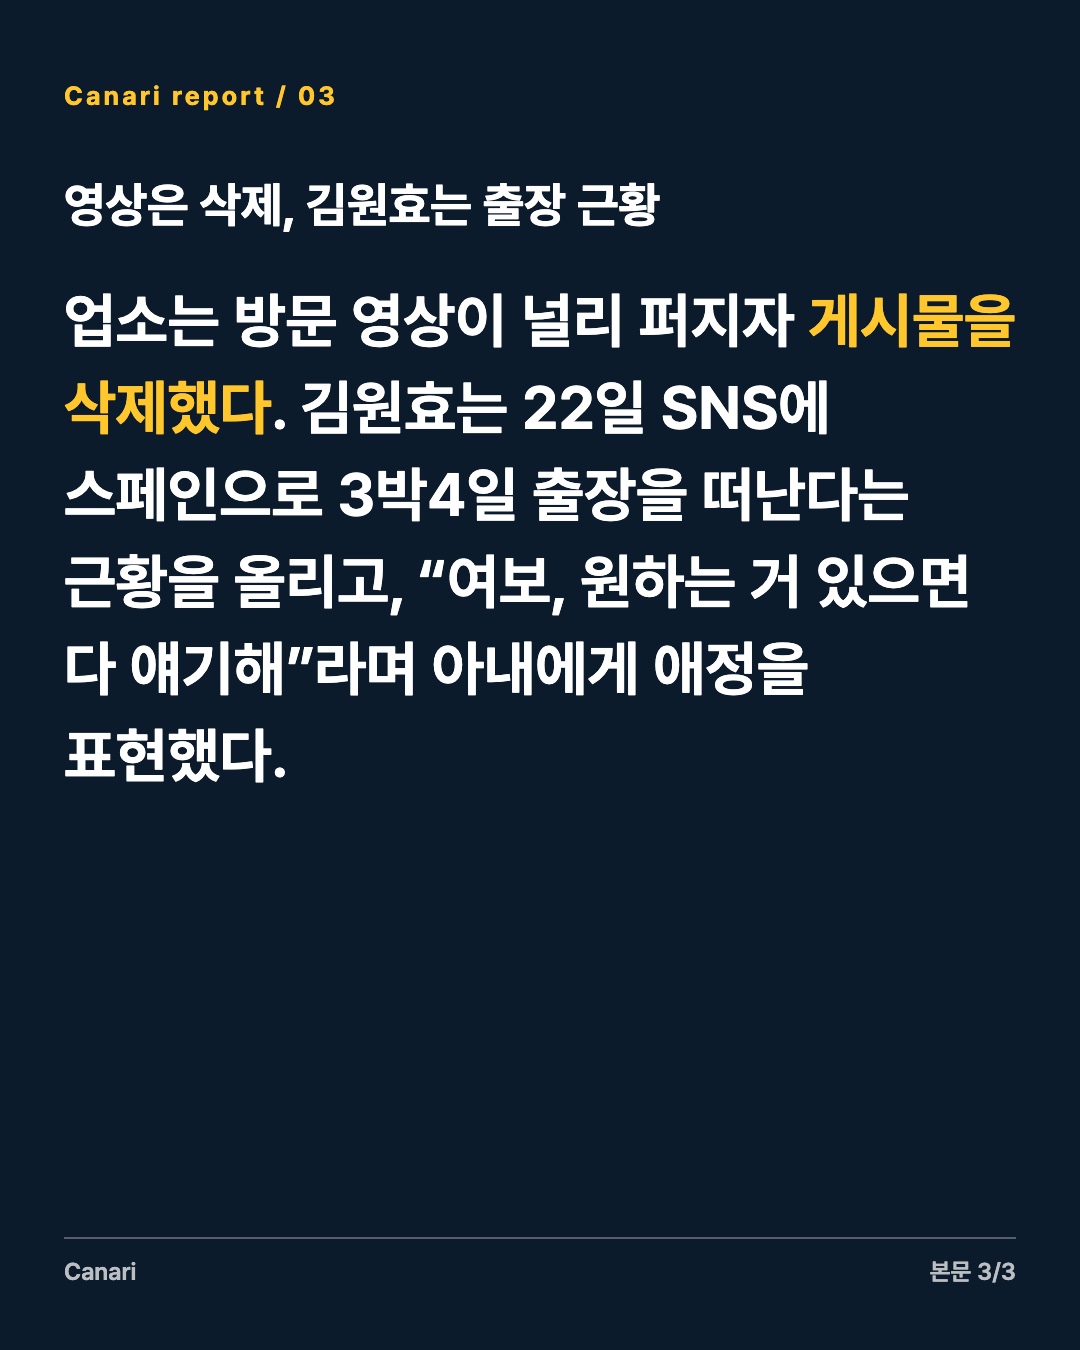 Canari report / 03
영상은 삭제, 김원효는 출장 근황
업소는 방문 영상이 널리 퍼지자 게시물을
삭제했다. 김원효는 22일 SNS에
스페인으로 3박4일 출장을 떠난다는
근황을 올리고, “여보, 원하는 거 있으면
다 얘기해”라며 아내에게 애정을
표현했다.
Canari
본문 3/3